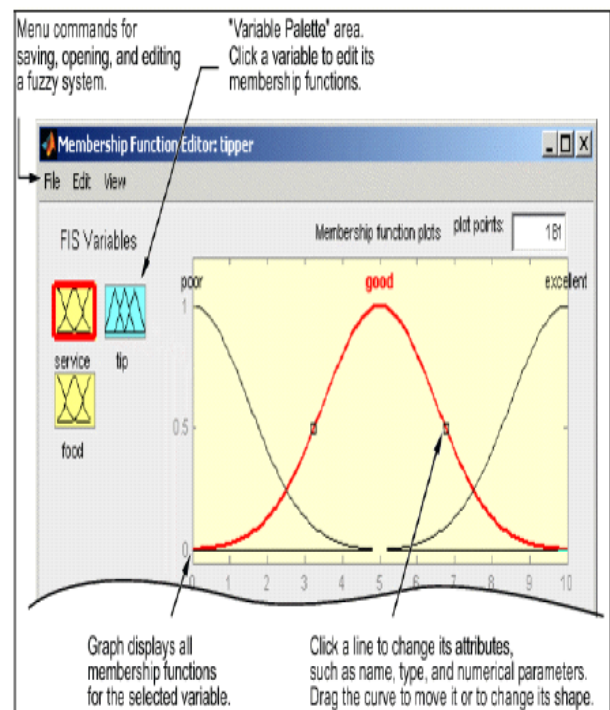 Menu commands for
saving, opening, and editing
a fuzzy system.
"Variable Palette" area.
Click a variable to edit its
membership functions.
Membership Function Editor: tipper
File Edit View
FIS Variables
Membership function plots
plot points:
181
service
tip
food
poor
good
excellent
1
0.5
0
0 1 2 3 4 5 6 7 8 9 10
Graph displays all
membership functions
for the selected variable.
Click a line to change its attributes,
such as name, type, and numerical parameters.
Drag the curve to move it or to change its shape.